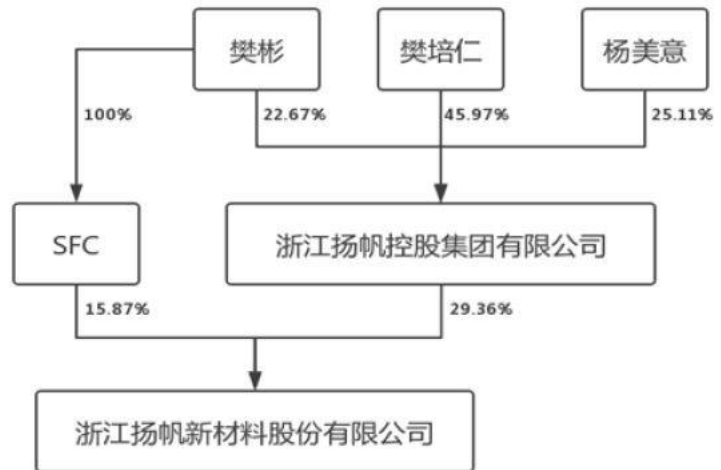 樊彬
樊培仁
杨美意
100%
22.67%
45.97%
25.11%
SFC
浙江扬帆控股集团有限公司
15.87%
29.36%
浙江扬帆新材料股份有限公司